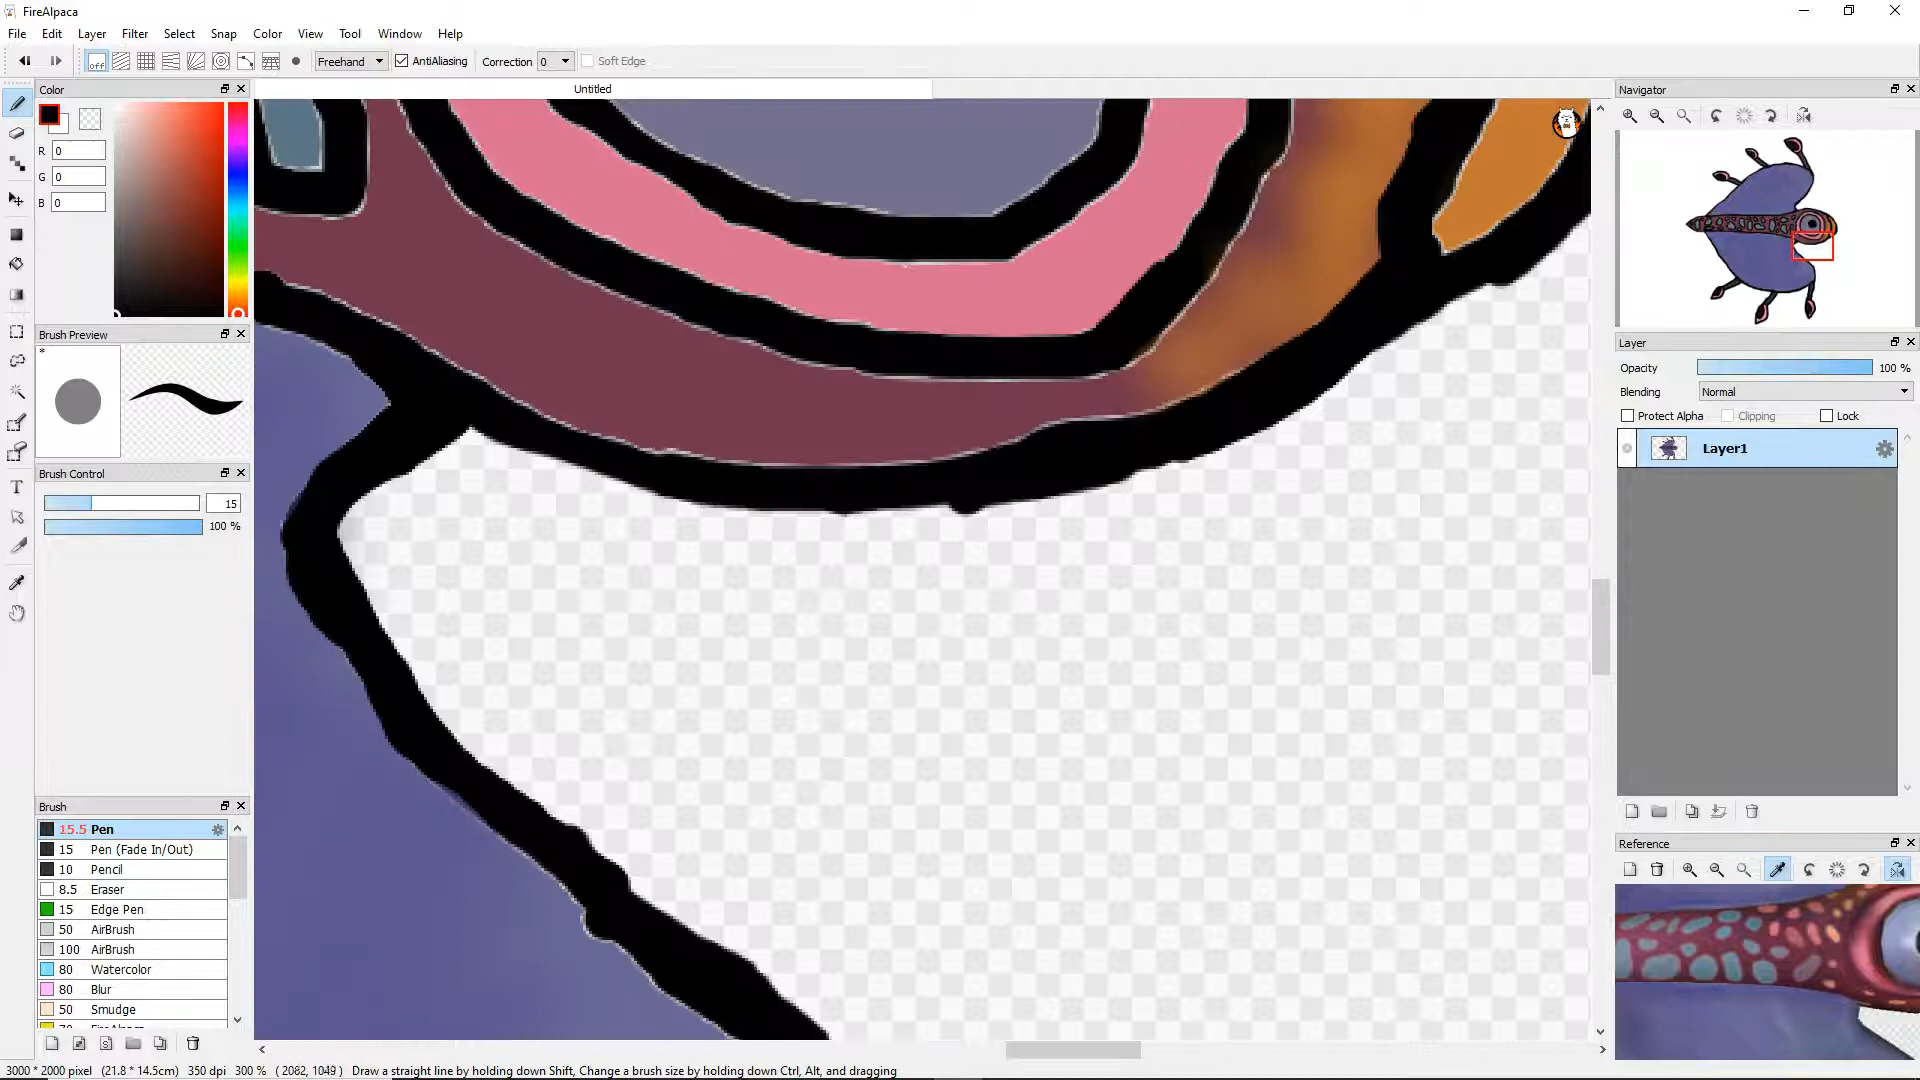 FireAlpaca
File Edit Layer Filter Select Snap Color View Tool Window Help
off Freehand AntiAliasing Correction 0 Soft Edge
Color
Untitled
Navigator
R 0
G 0
B 0
Brush Preview
*
Layer
Opacity 100 %
Blending Normal
Protect Alpha Clipping Lock
Layer1
Brush Control
15
100 %
T
Brush
15.5 Pen
15 Pen (Fade In/Out)
10 Pencil
8.5 Eraser
15 Edge Pen
50 AirBrush
100 AirBrush
80 Watercolor
80 Blur
50 Smudge
Reference
3000 * 2000 pixel (21.8 * 14.5cm) 350 dpi 300 % ( 2082, 1049 ) Draw a straight line by holding down Shift, Change a brush size by holding down Ctrl, Alt, and dragging